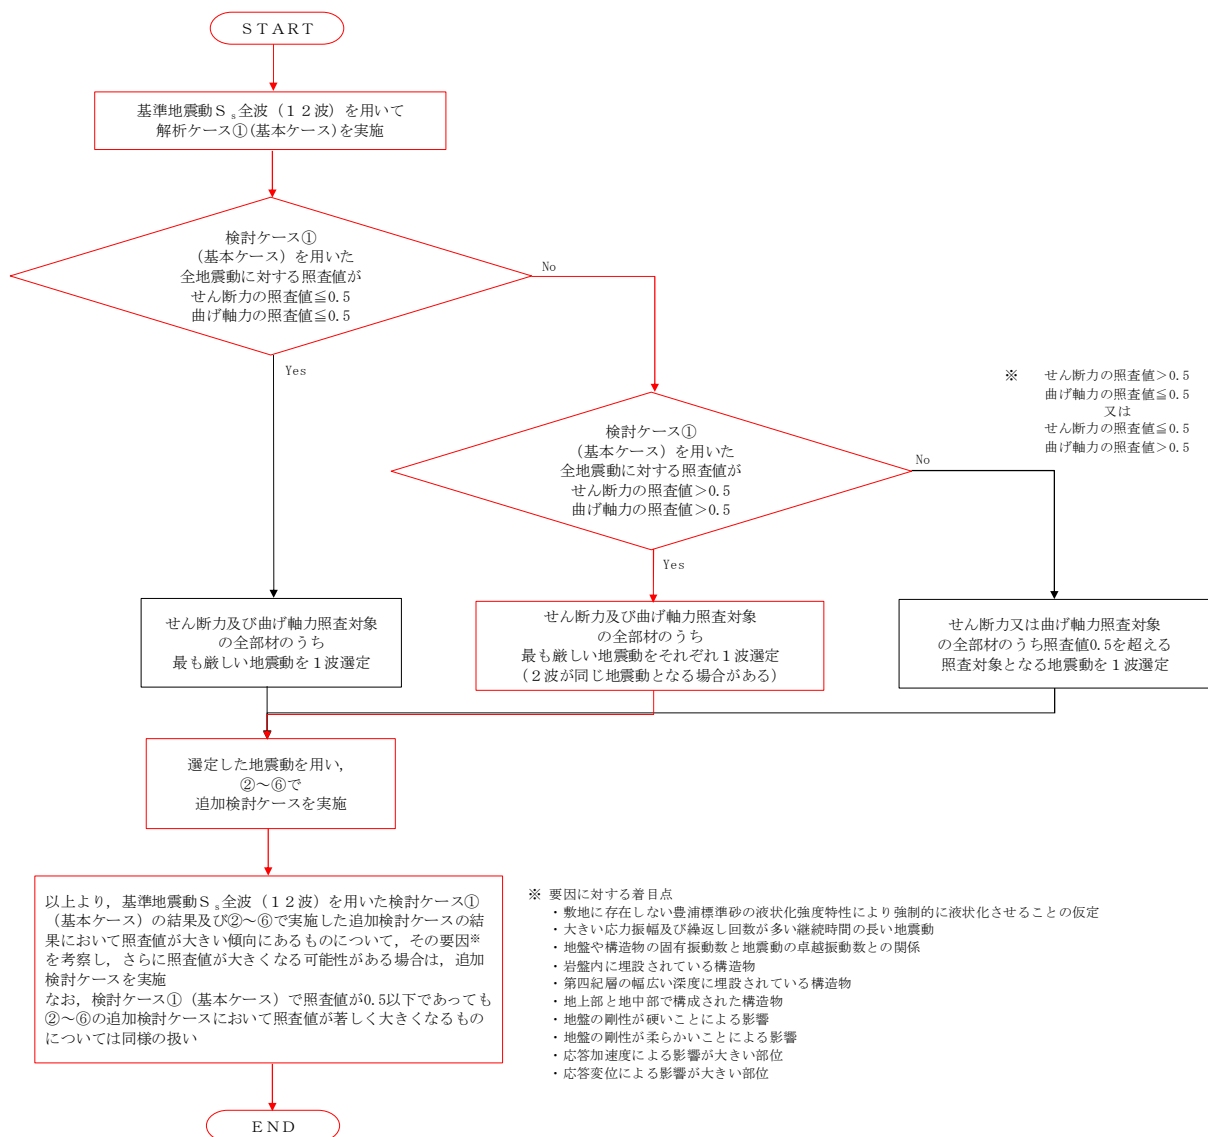 ＳＴＡＲＴ
基準地震動Ｓｓ全波（１２波）を用いて
解析ケース①(基本ケース)を実施
検討ケース①
（基本ケース）を用いた
全地震動に対する照査値が
せん断力の照査値≦0.5
曲げ軸力の照査値≦0.5
No
Yes
※　せん断力の照査値＞0.5
曲げ軸力の照査値≦0.5
又は
せん断力の照査値≦0.5
曲げ軸力の照査値＞0.5
検討ケース①
（基本ケース）を用いた
全地震動に対する照査値が
せん断力の照査値＞0.5
曲げ軸力の照査値＞0.5
No
Yes
せん断力及び曲げ軸力照査対象
の全部材のうち
最も厳しい地震動を１波選定
せん断力及び曲げ軸力照査対象
の全部材のうち
最も厳しい地震動をそれぞれ１波選定
（２波が同じ地震動となる場合がある）
せん断力又は曲げ軸力照査対象
の全部材のうち照査値0.5を超える
照査対象となる地震動を１波選定
選定した地震動を用い，
②～⑥で
追加検討ケースを実施
以上より，基準地震動Ｓｓ全波（１２波）を用いた検討ケース①
（基本ケース）の結果及び②～⑥で実施した追加検討ケースの結
果において照査値が大きい傾向にあるものについて，その要因※
を考察し，さらに照査値が大きくなる可能性がある場合は，追加
検討ケースを実施
なお，検討ケース①（基本ケース）で照査値が0.5以下であっても
②～⑥の追加検討ケースにおいて照査値が著しく大きくなるもの
については同様の扱い
※ 要因に対する着目点
・敷地に存在しない豊浦標準砂の液状化強度特性により強制的に液状化させることの仮定
・大きい応力振幅及び繰返し回数が多い継続時間の長い地震動
・地盤や構造物の固有振動数と地震動の卓越振動数との関係
・岩盤内に埋設されている構造物
・第四紀層の幅広い深度に埋設されている構造物
・地上部と地中部で構成された構造物
・地盤の剛性が硬いことによる影響
・地盤の剛性が柔らかいことによる影響
・応答加速度による影響が大きい部位
・応答変位による影響が大きい部位
ＥＮＤ